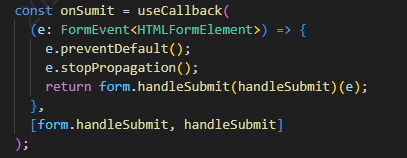 const onSumit = useCallback(
(e: FormEvent<HTMLFormElement>) => {
e.preventDefault();
e.stopPropagation();
return form.handleSubmit(handleSubmit)(e);
},
[form.handleSubmit, handleSubmit]
);